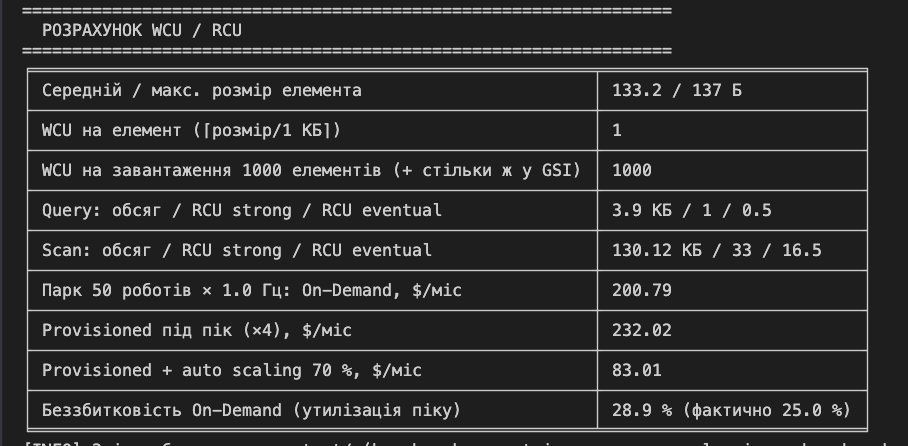 РОЗРАХУНОК WCU / RCU
Середній / макс. розмір елемента 133.2 / 137 Б
WCU на елемент (⌈розмір/1 КБ⌉) 1
WCU на завантаження 1000 елементів (+ стільки ж у GSI) 1000
Query: обсяг / RCU strong / RCU eventual 3.9 КБ / 1 / 0.5
Scan: обсяг / RCU strong / RCU eventual 130.12 КБ / 33 / 16.5
Парк 50 роботів × 1.0 Гц: On-Demand, $/міс 200.79
Provisioned під пік (×4), $/міс 232.02
Provisioned + auto scaling 70 %, $/міс 83.01
Беззбитковість On-Demand (утилізація піку) 28.9 % (фактично 25.0 %)